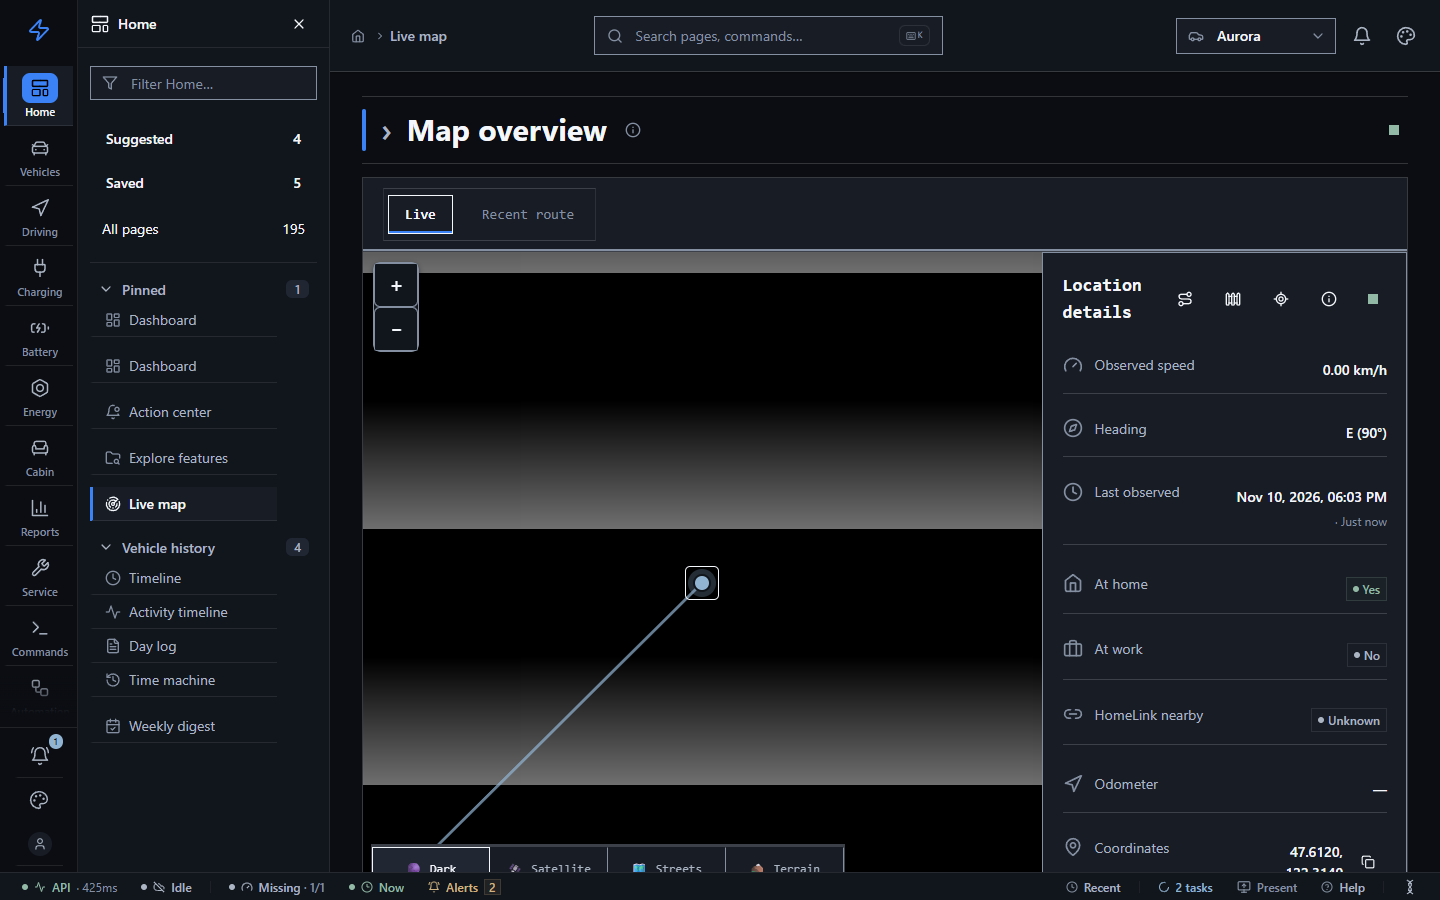 Home
Vehicles
Driving
Charging
Battery
Energy
Cabin
Reports
Service
Commands
1
Home
Filter Home...
Suggested 4
Saved 5
All pages 195
Pinned 1
Dashboard
Dashboard
Action center
Explore features
Live map
Vehicle history 4
Timeline
Activity timeline
Day log
Time machine
Weekly digest
Live map
Search pages, commands...
K
Aurora
Map overview
Live
Recent route
+
−
Dark
Satellite
Streets
Terrain
Location
details
Observed speed
0.00 km/h
Heading
E (90°)
Last observed
Nov 10, 2026, 06:03 PM
· Just now
At home
Yes
At work
No
HomeLink nearby
Unknown
Odometer
—
Coordinates
47.6120,
API · 425ms
Idle
Missing · 1/1
Now
Alerts 2
Recent
2 tasks
Present
Help